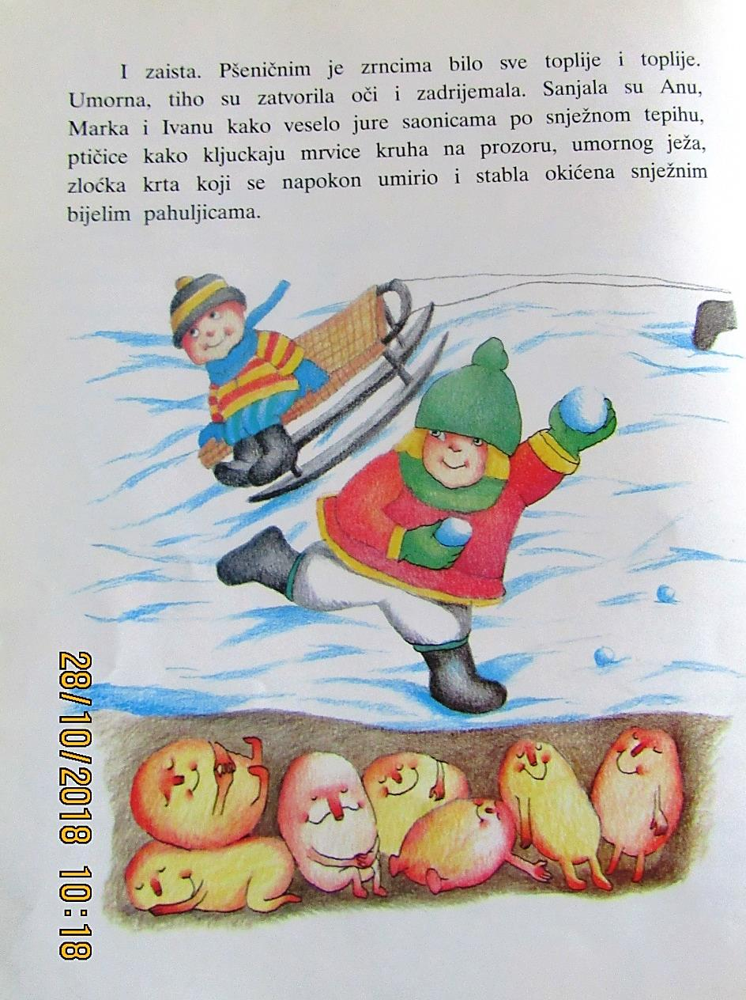 I zaista. Pšeničnim je zrncima bilo sve toplije i toplije.
Umorna, tiho su zatvorila oči i zadrijemala. Sanjala su Anu,
Marka i Ivanu kako veselo jure saonicama po snježnom tepihu,
ptičice kako kljuckaju mrvice kruha na prozoru, umornog ježa,
zloćka krta koji se napokon umirio i stabla okićena snježnim
bijelim pahuljicama.
28/10/2018 10:18